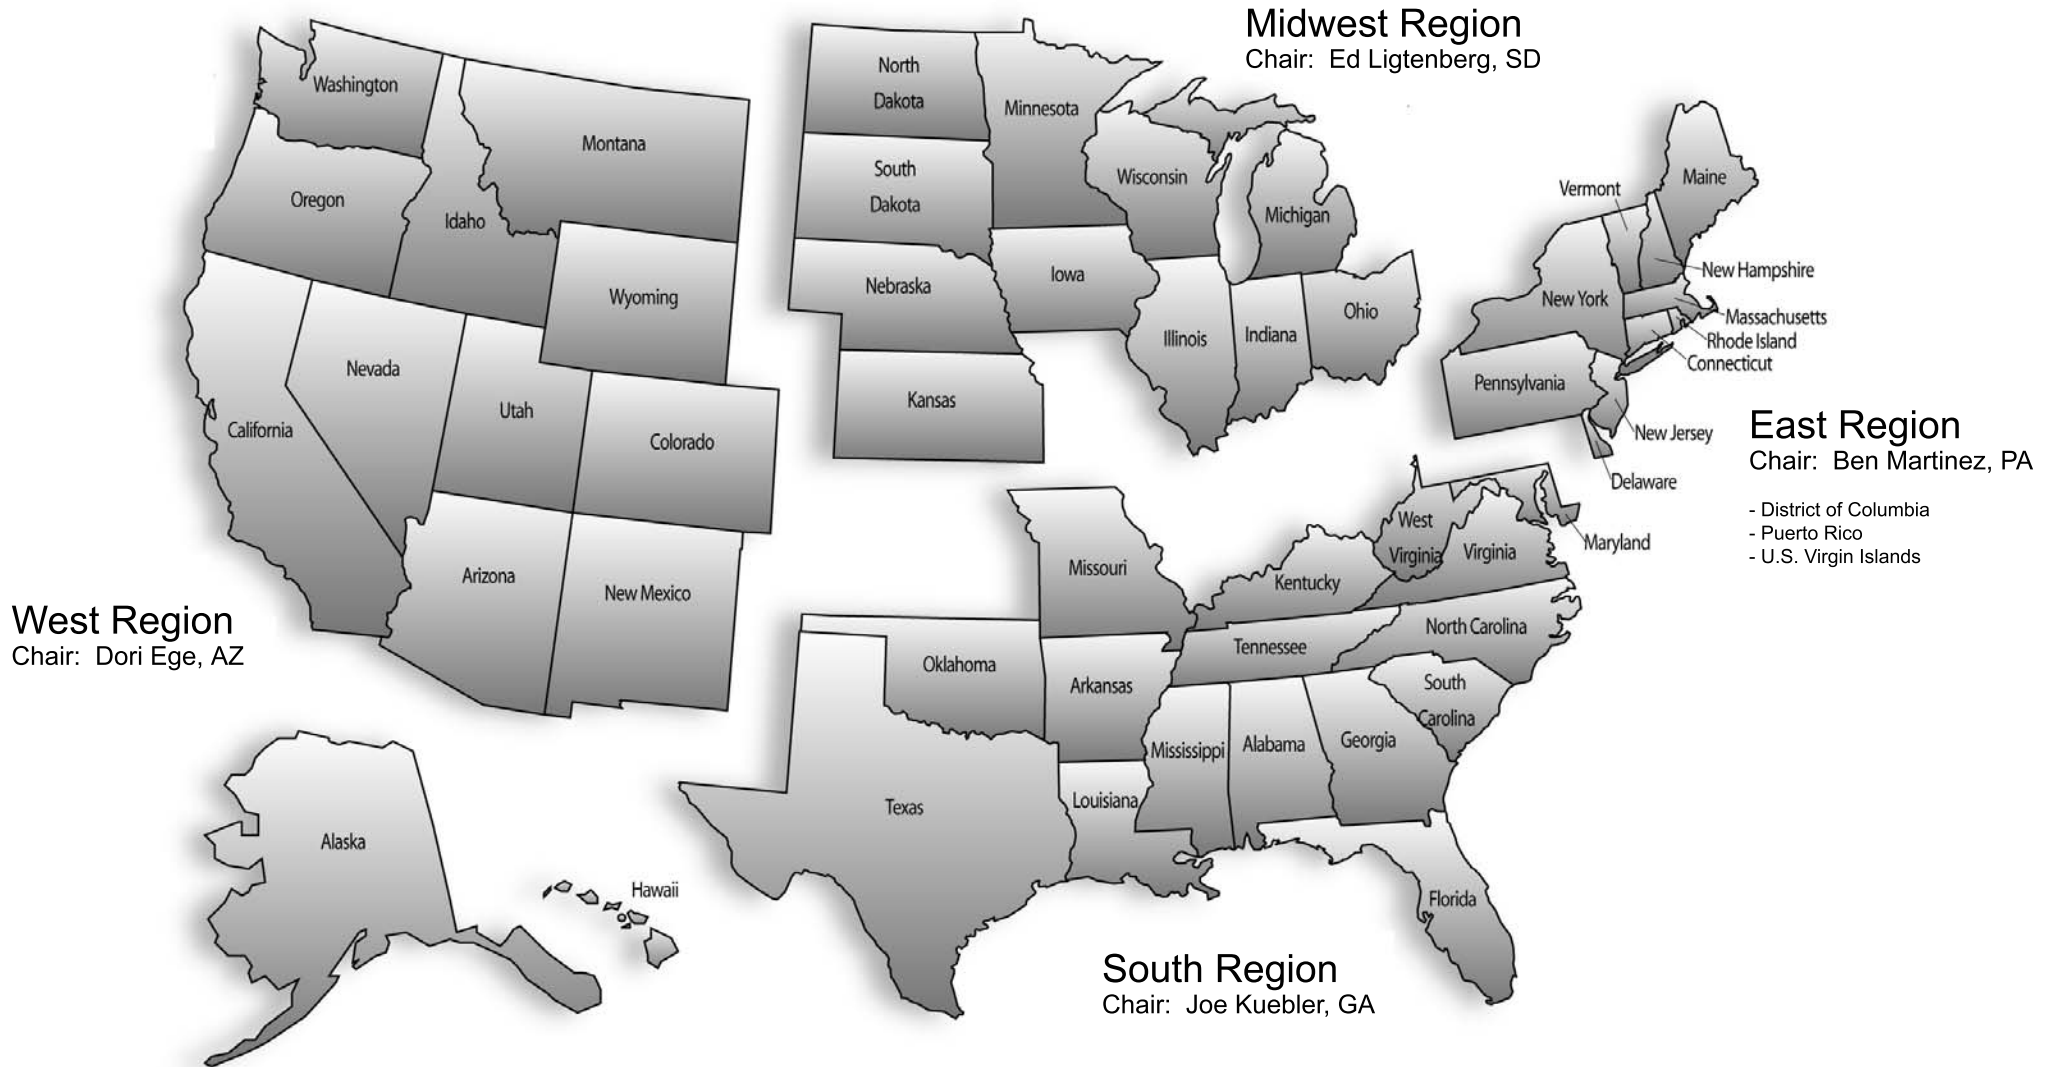 Midwest Region
Chair:  Ed Ligtenberg, SD
Washington
Montana
Oregon
Idaho
Wyoming
Nevada
Utah
Colorado
California
Arizona
New Mexico
West Region
Chair:  Dori Ege, AZ
Alaska
Hawaii
North
Dakota
Minnesota
South
Dakota
Wisconsin
Michigan
Nebraska
Iowa
Illinois
Indiana
Ohio
Kansas
Vermont
Maine
New Hampshire
New York
Massachusetts
Rhode Island
Connecticut
Pennsylvania
New Jersey
Delaware
East Region
Chair:  Ben Martinez, PA
- District of Columbia
- Puerto Rico
- U.S. Virgin Islands
West
Virginia
Virginia
Maryland
Missouri
Kentucky
North Carolina
Tennessee
Oklahoma
Arkansas
South
Carolina
Mississippi
Alabama
Georgia
Texas
Louisiana
Florida
South Region
Chair:  Joe Kuebler, GA